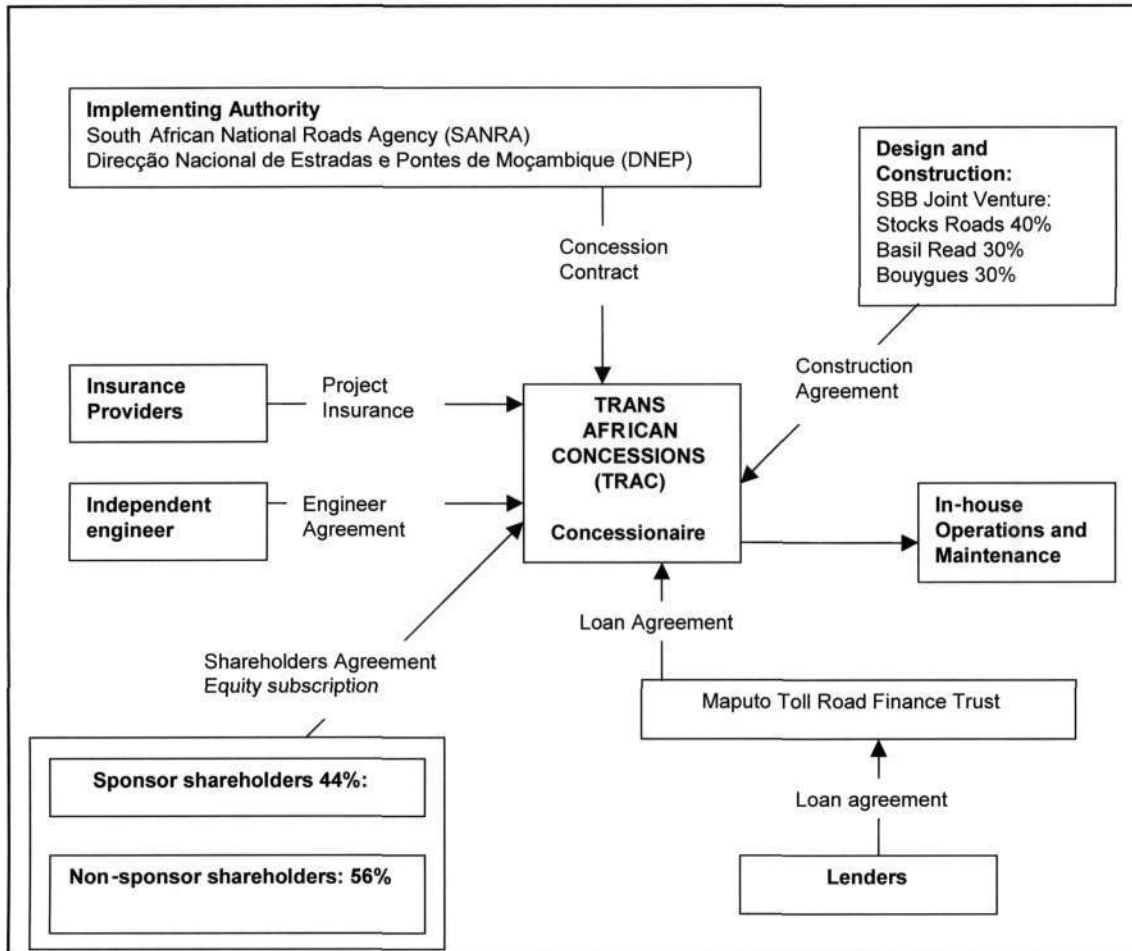 Implementing Authority
South African National Roads Agency (SANRA)
Direcção Nacional de Estradas e Pontes de Moçambique (DNEP)
Design and
Construction:
SBB Joint Venture:
Stocks Roads 40%
Basil Read 30%
Bouygues 30%
Concession
Contract
Construction
Agreement
Insurance
Providers
Project
Insurance
TRANS
AFRICAN
CONCESSIONS
(TRAC)
Concessionaire
Independent
engineer
Engineer
Agreement
In-house
Operations and
Maintenance
Loan Agreement
Shareholders Agreement
Equity subscription
Maputo Toll Road Finance Trust
Sponsor shareholders 44%:
Loan agreement
Non-sponsor shareholders: 56%
Lenders